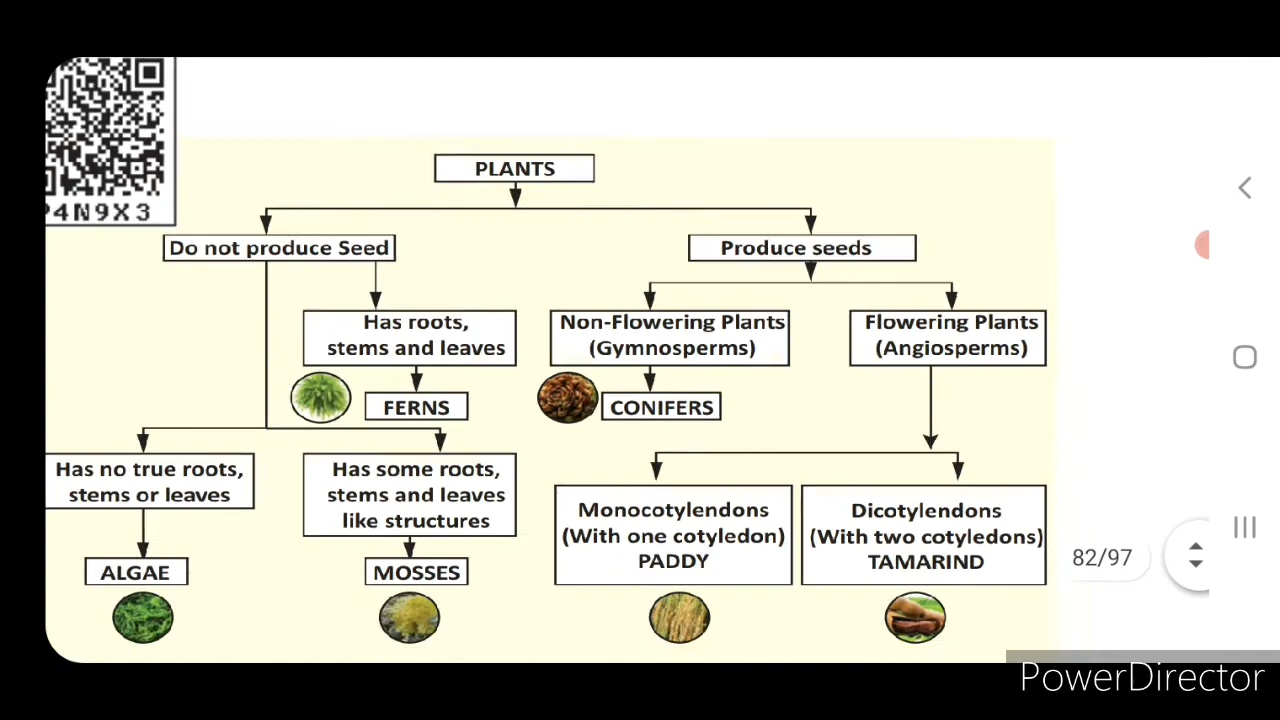 P4N9X3
PLANTS
Do not produce Seed
Produce seeds
Has roots,
stems and leaves
Non-Flowering Plants
(Gymnosperms)
Flowering Plants
(Angiosperms)
FERNS
CONIFERS
Has no true roots,
stems or leaves
Has some roots,
stems and leaves
like structures
Monocotylendons
(With one cotyledon)
PADDY
Dicotylendons
(With two cotyledons)
TAMARIND
ALGAE
MOSSES
82/97
PowerDirector